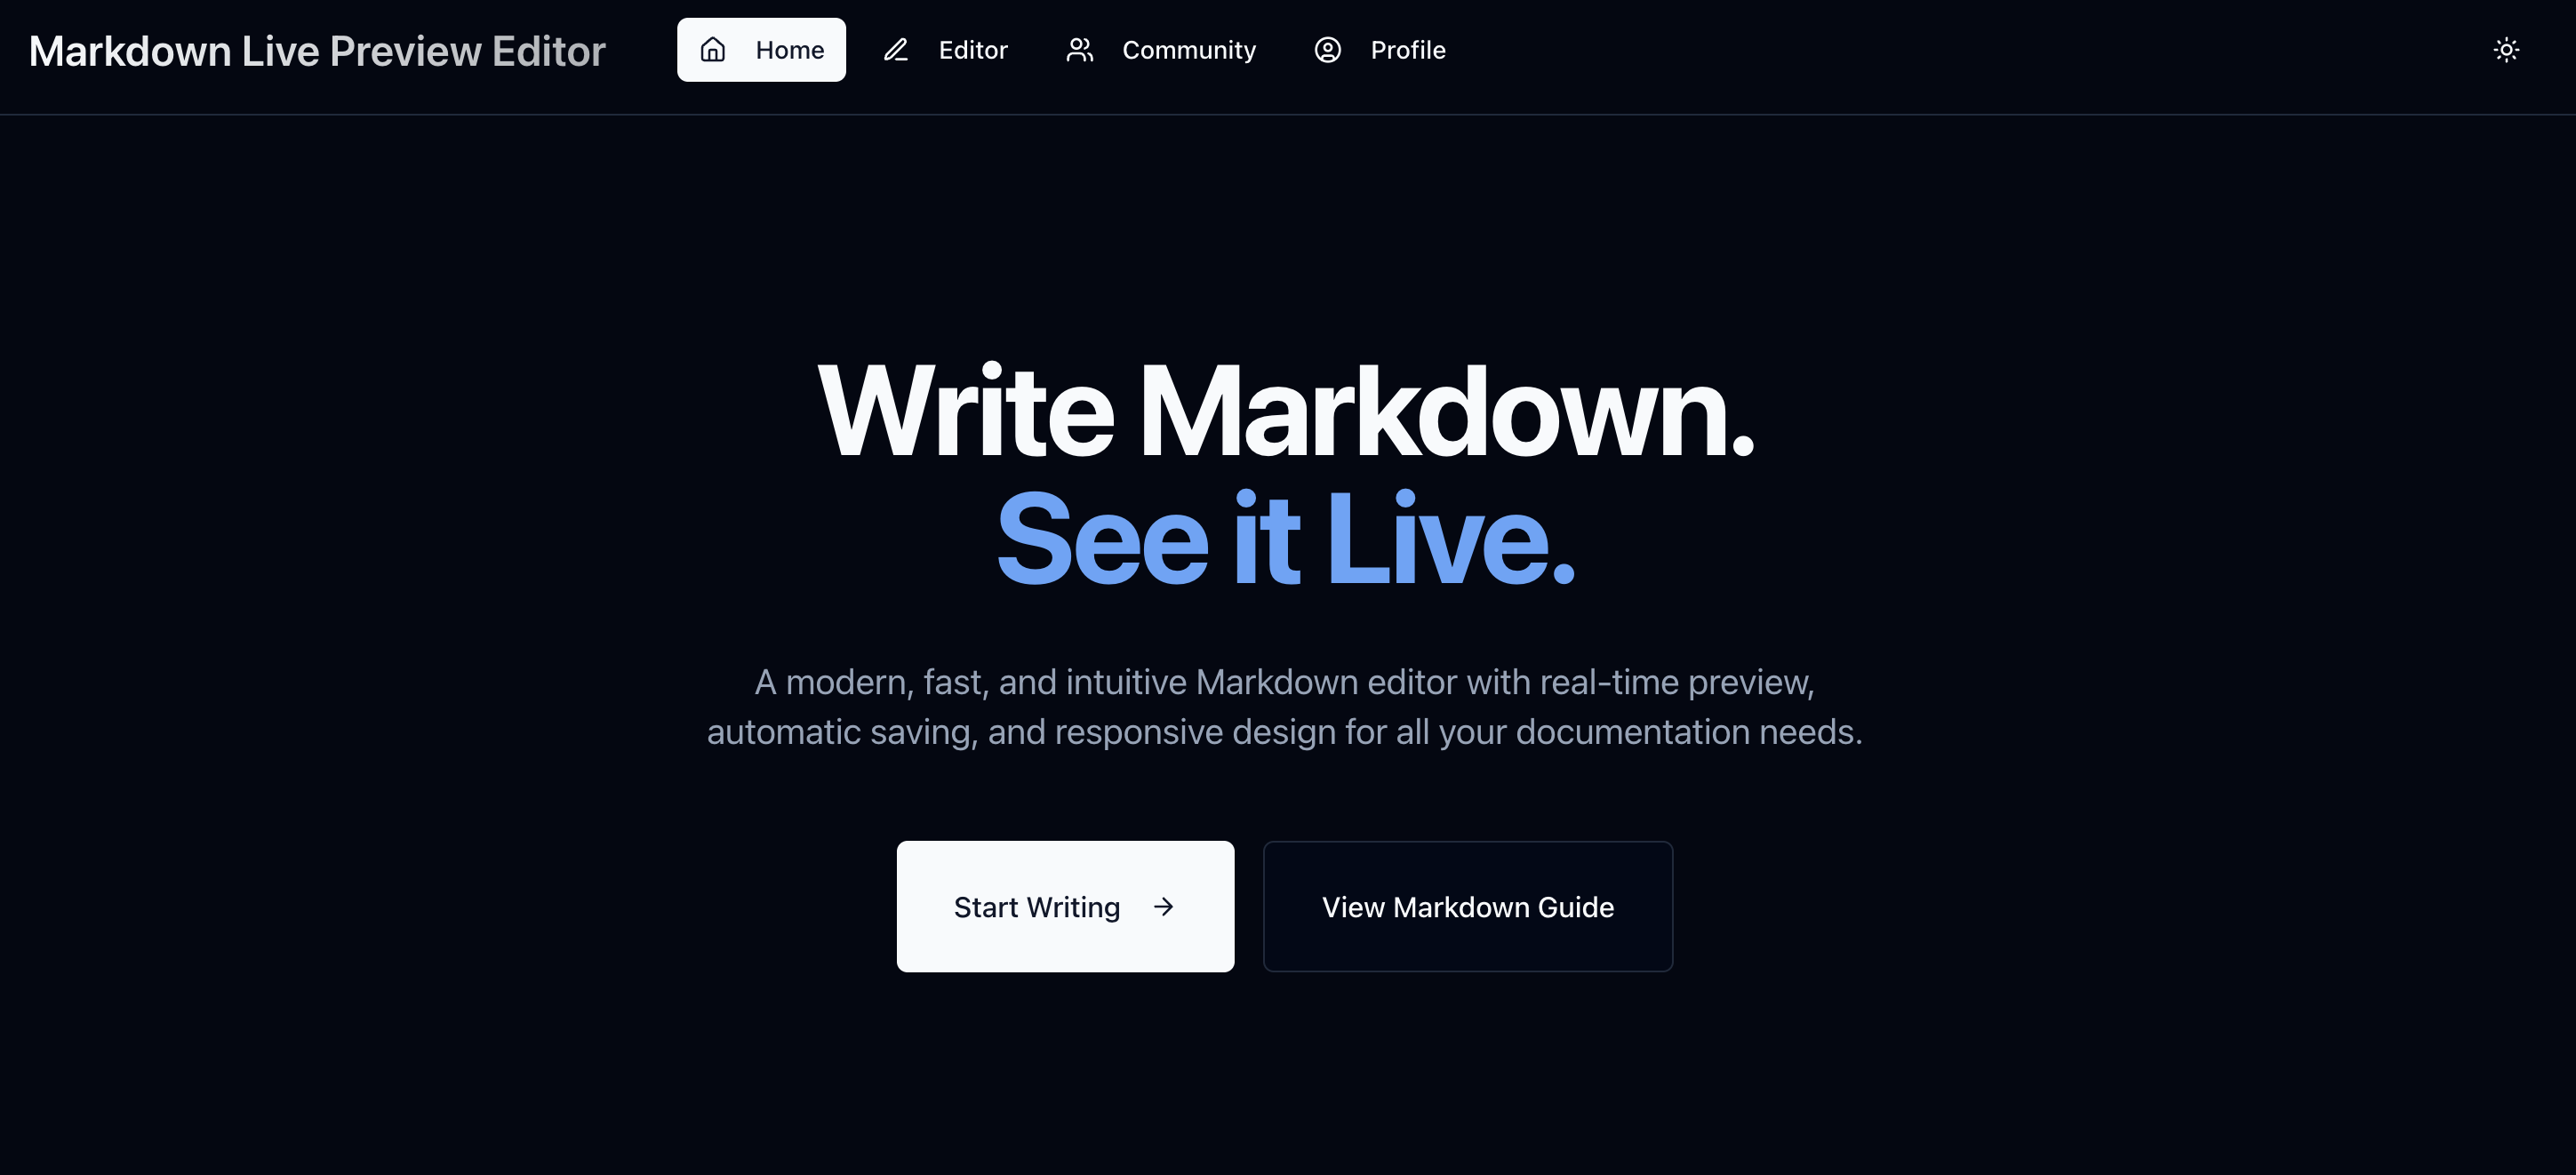 Markdown Live Preview Editor
Home
Editor
Community
Profile
Write Markdown.
See it Live.
A modern, fast, and intuitive Markdown editor with real-time preview,
automatic saving, and responsive design for all your documentation needs.
Start Writing
View Markdown Guide